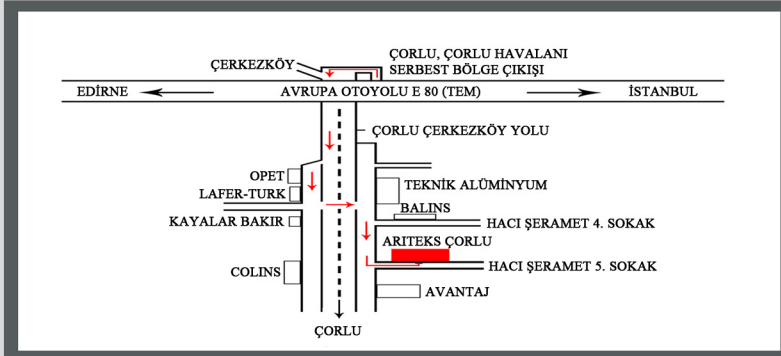 ÇERKEZKÖY
ÇORLU, ÇORLU HAVALANI
SERBEST BÖLGE ÇIKIŞI
EDİRNE
AVRUPA OTOYOLU E 80 (TEM)
İSTANBUL
ÇORLU ÇERKEZKÖY YOLU
OPET
LAFER-TURK
TEKNİK ALÜMİNYUM
BALINS
KAYALAR BAKIR
HACI ŞERAMET 4. SOKAK
ARITEKS ÇORLU
COLINS
HACI ŞERAMET 5. SOKAK
AVANTAJ
ÇORLU